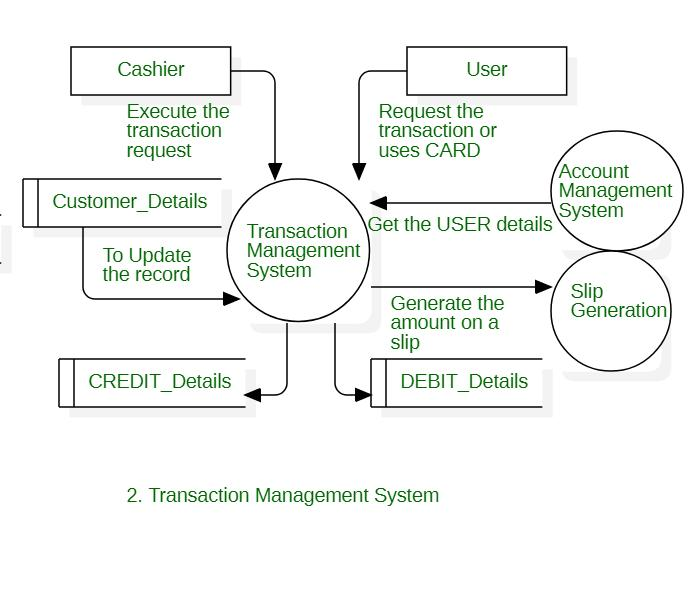 Cashier
User
Execute the
transaction
request
Request the
transaction or
uses CARD
Account
Management
System
Customer_Details
Get the USER details
Transaction
Management
System
To Update
the record
Slip
Generation
Generate the
amount on a
slip
CREDIT_Details
DEBIT_Details
2. Transaction Management System